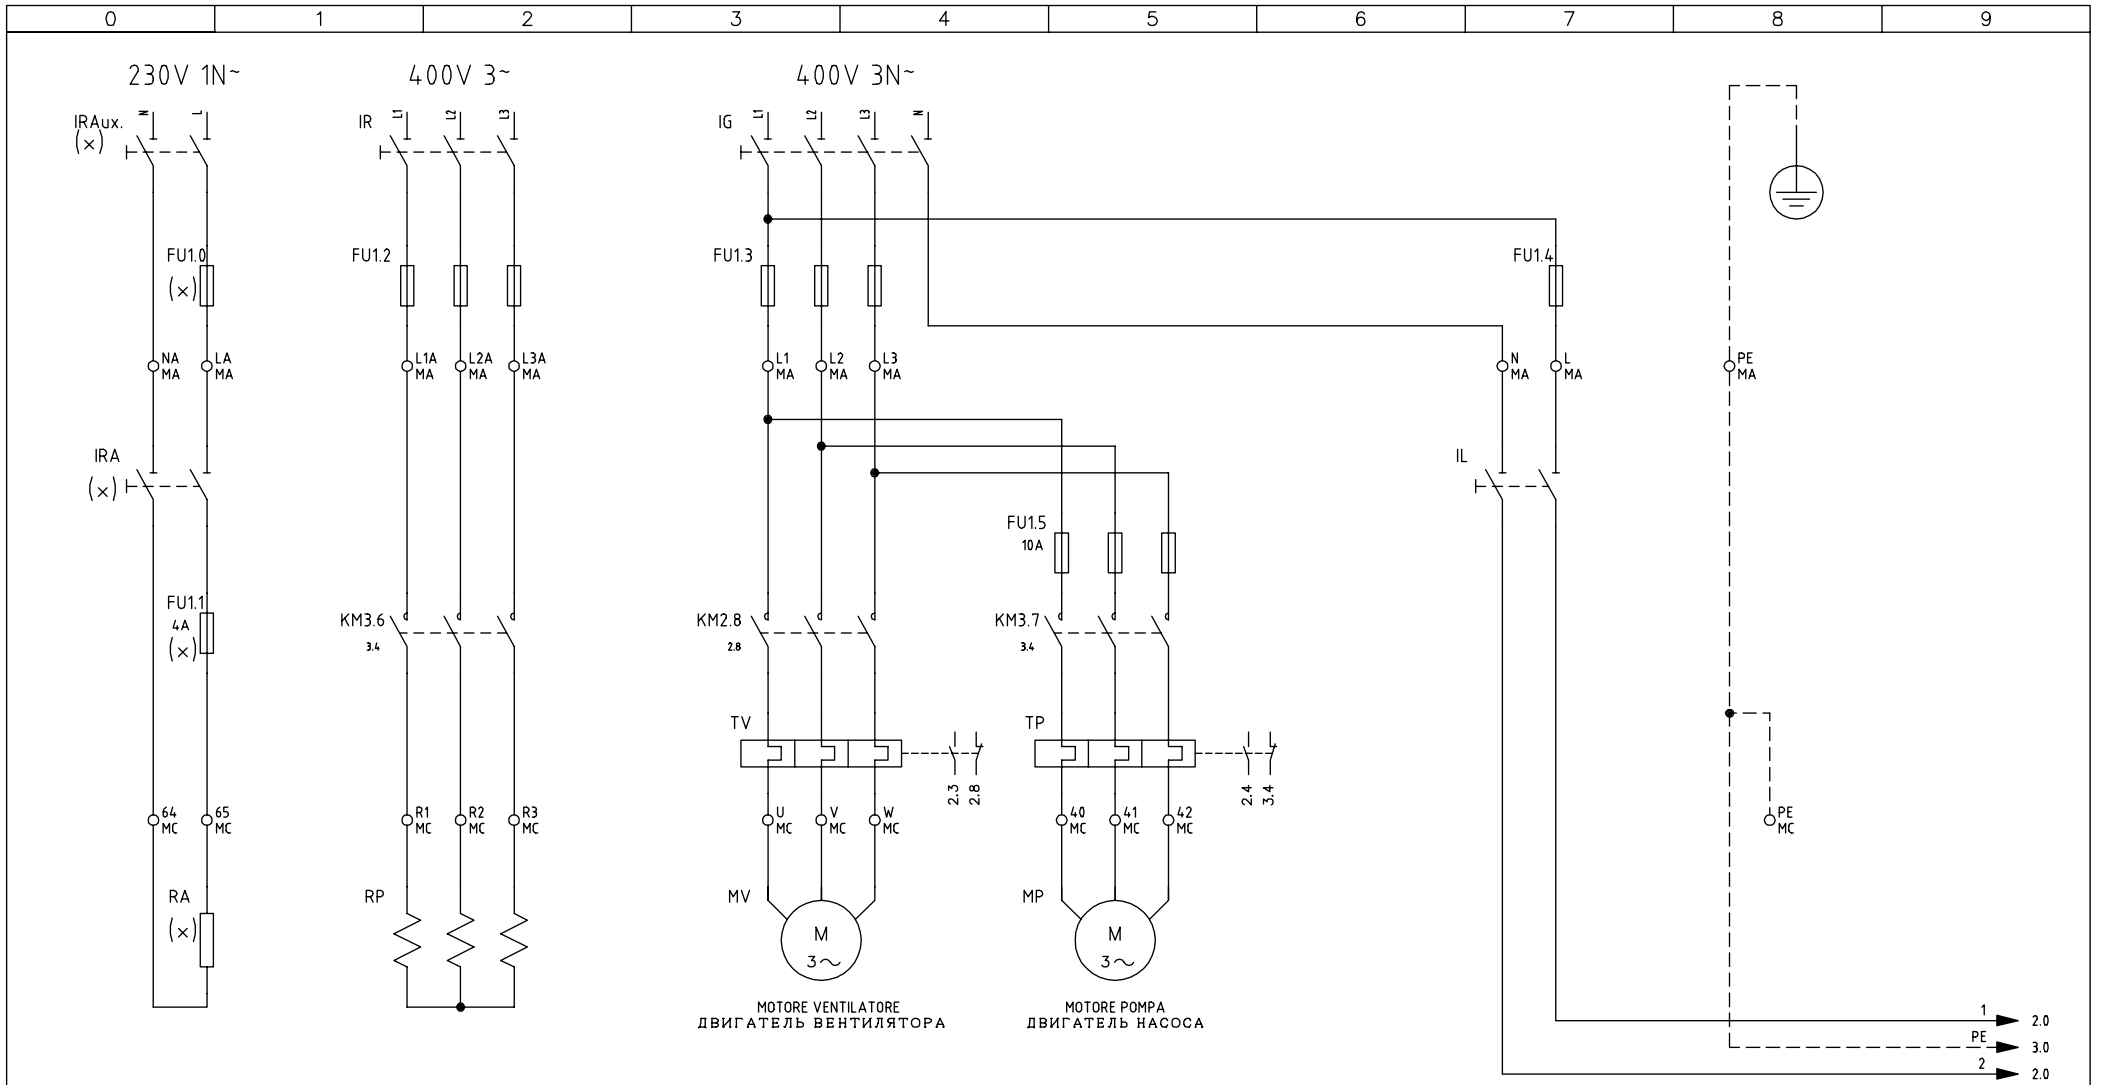 0 1 2 3 4 5 6 7 8 9
230V 1N~ 400V 3~ 400V 3N~
N L L1 L2 L3 L1 L2 L3 N
IRAux. IR IG
(x)
FU1.0 FU1.2 FU1.3 FU1.4
(x)
NA LA L1A L2A L3A L1 L2 L3 N L PE
MA MA MA MA MA MA MA MA MA MA MA
IRA IL
(x)
FU1.5
10A
FU1.1
4A
(x)
KM3.6 KM2.8 KM3.7
3.4 2.8 3.4
TV TP
2.3 2.8 2.4 3.4
64 65 R1 R2 R3 U V W 40 41 42 PE
MC MC MC MC MC MC MC MC MC MC MC MC
RA RP MV MP
(x) M M
3~ 3~
MOTORE VENTILATORE MOTORE POMPA
ДВИГАТЕЛЬ ВЕНТИЛЯТОРА ДВИГАТЕЛЬ НАСОСА
1 2.0
PE 3.0
2 2.0